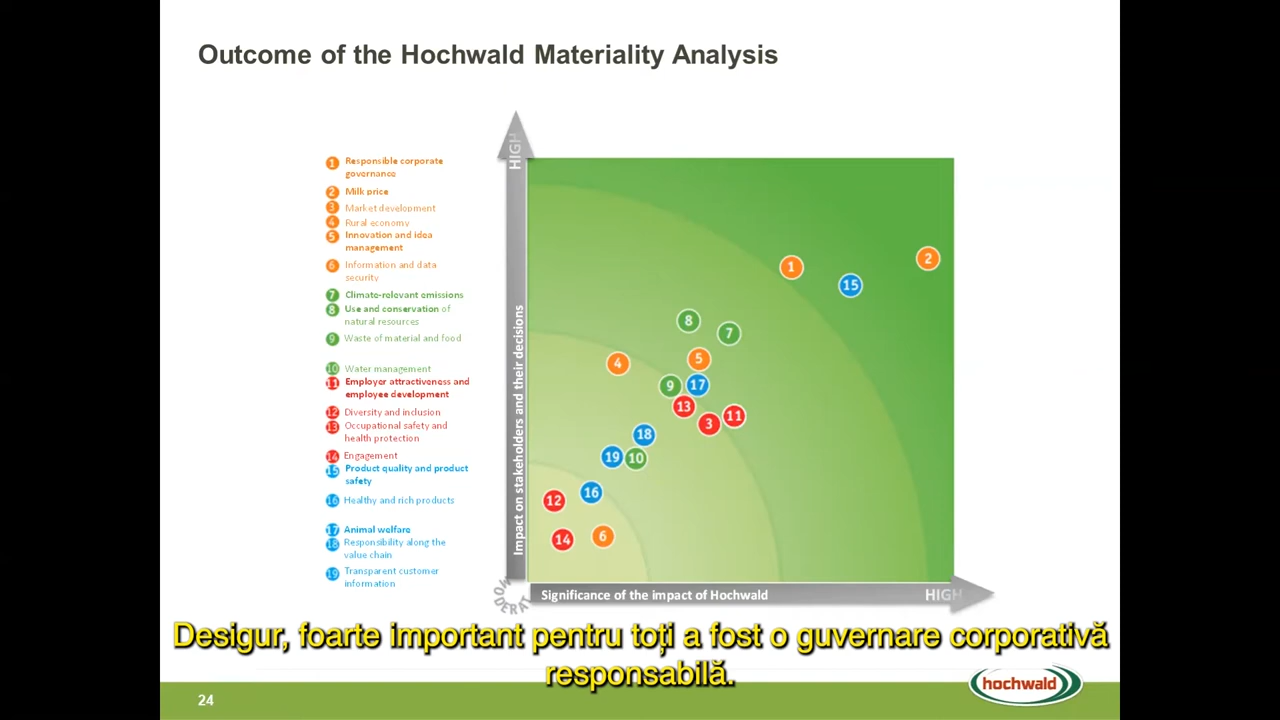 Outcome of the Hochwald Materiality Analysis
1 Responsible corporate
governance
2 Milk price
3 Market development
4 Rural economy
5 Innovation and idea
management
6 Information and data
security
7 Climate-relevant emissions
8 Use and conservation of
natural resources
9 Waste of material and food
10 Water management
11 Employer attractiveness and
employee development
12 Diversity and inclusion
13 Occupational safety and
health protection
14 Engagement
15 Product quality and product
safety
16 Healthy and rich products
17 Animal welfare
18 Responsibility along the
value chain
19 Transparent customer
information
HIGH
Impact on stakeholders and their decisions
2
1
15
8
7
5
4
9
17
13
11
3
18
19
10
16
12
6
14
Significance of the impact of Hochwald
HIGH
Desigur, foarte important pentru toți a fost o guvernare corporativă
responsabilă.
hochwald
24